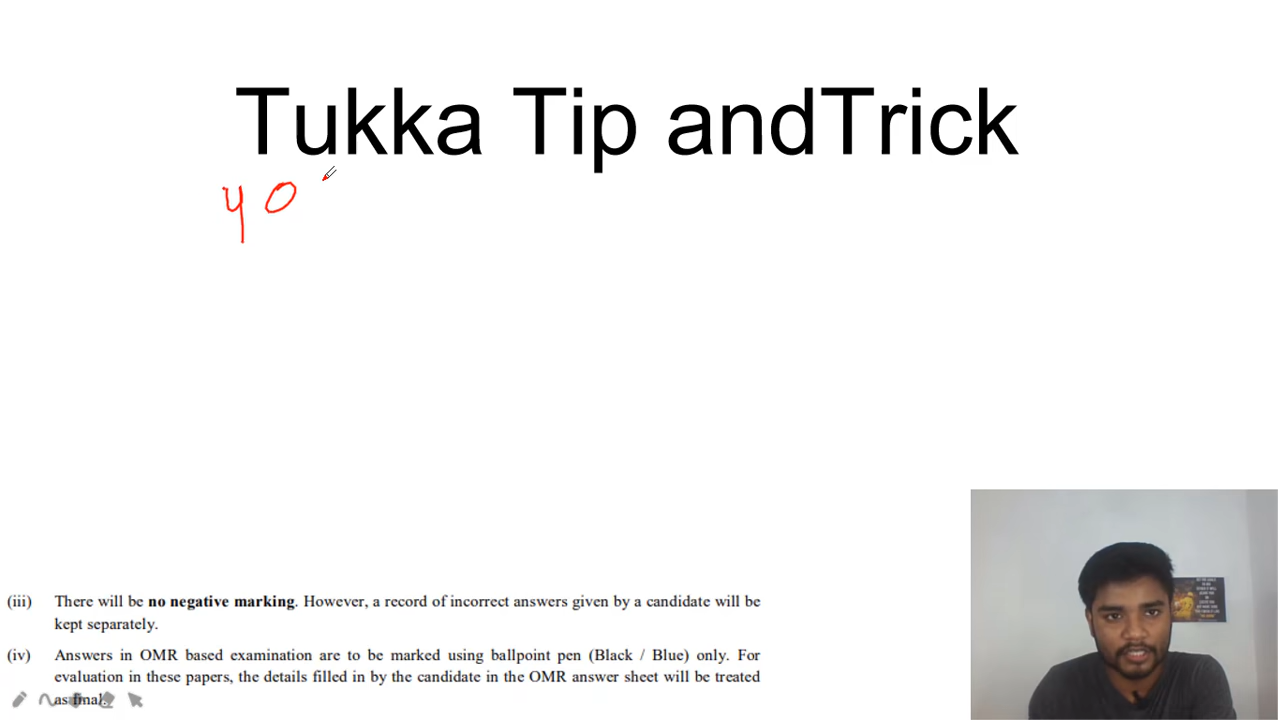 Tukka Tip andTrick
40
(iii) There will be no negative marking. However, a record of incorrect answers given by a candidate will be
kept separately.
(iv) Answers in OMR based examination are to be marked using ballpoint pen (Black / Blue) only. For
evaluation in these papers, the details filled in by the candidate in the OMR answer sheet will be treated
as final.